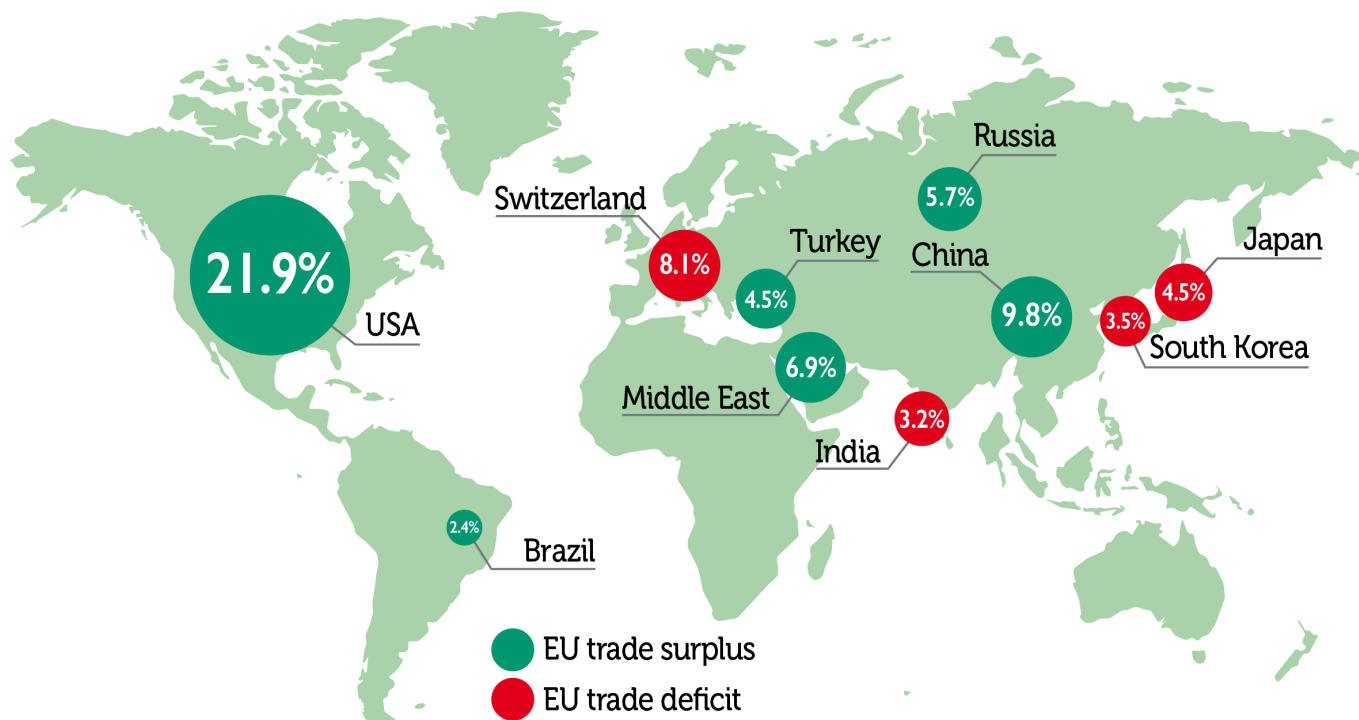 Russia
5.7%
Switzerland
8.1%
Turkey
4.5%
China
9.8%
Japan
4.5%
21.9%
USA
3.5%
South Korea
6.9%
Middle East
3.2%
India
2.4%
Brazil
EU trade surplus
EU trade deficit